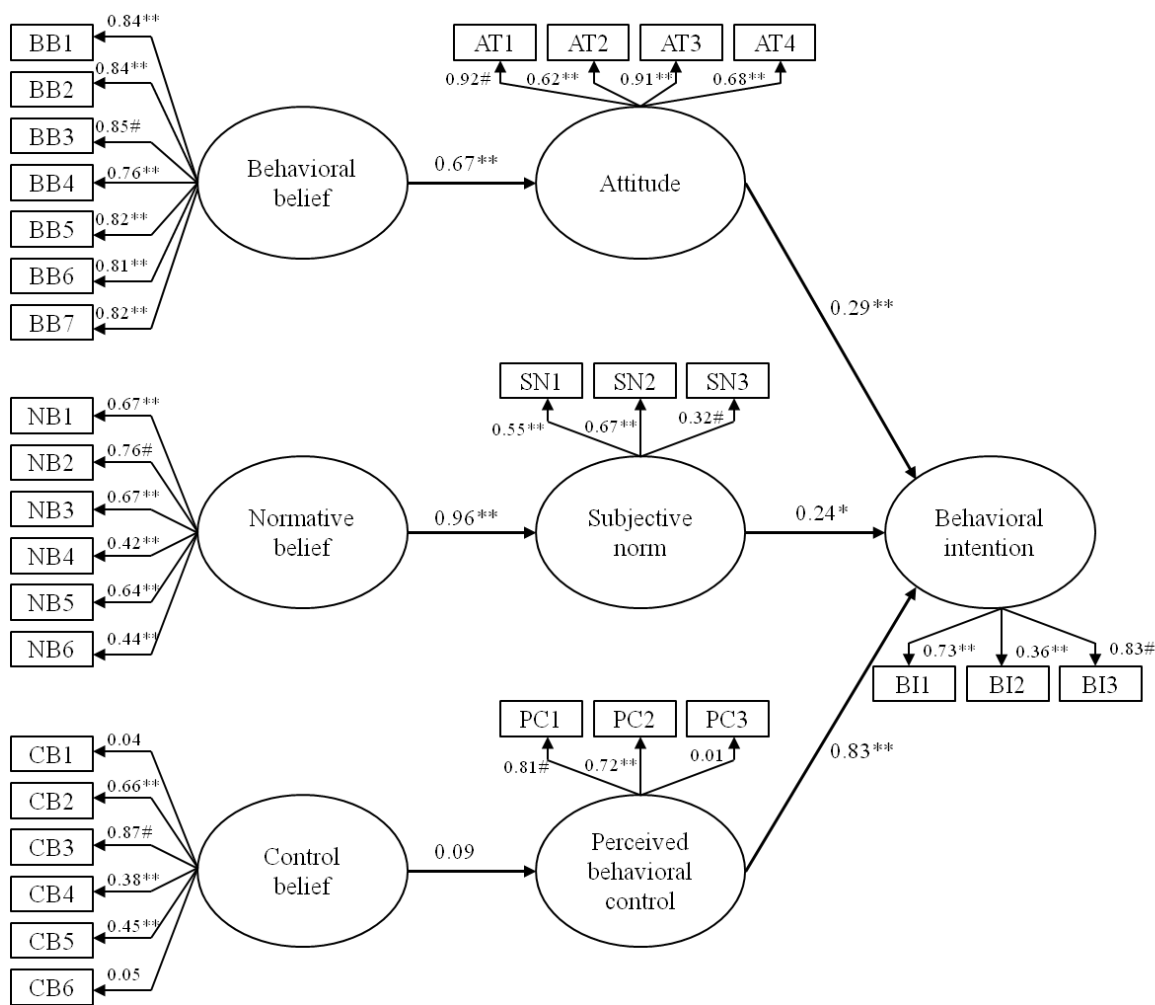 BB1
0.84**
BB2
0.84**
BB3
0.85#
BB4
0.76**
BB5
0.82**
BB6
0.81**
BB7
0.82**
Behavioral
belief
0.67**
AT1
AT2
AT3
AT4
0.92#
0.62**
0.91**
0.68**
Attitude
0.29**
NB1
0.67**
NB2
0.76#
NB3
0.67**
NB4
0.42**
NB5
0.64**
NB6
0.44**
Normative
belief
0.96**
SN1
SN2
SN3
0.55**
0.67**
0.32#
Subjective
norm
0.24*
Behavioral
intention
0.73**
0.36**
0.83#
BI1
BI2
BI3
CB1
0.04
CB2
0.66**
CB3
0.87#
CB4
0.38**
CB5
0.45**
CB6
0.05
Control
belief
0.09
PC1
PC2
PC3
0.81#
0.72**
0.01
Perceived
behavioral
control
0.83**